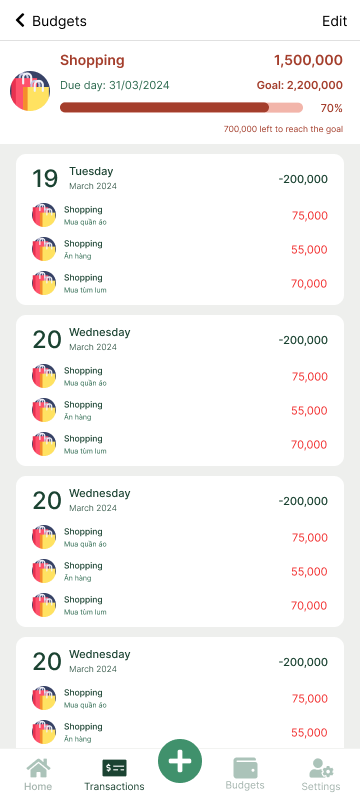 Budgets
Edit
Shopping
1,500,000
Due day: 31/03/2024
Goal: 2,200,000
70%
700,000 left to reach the goal
19
Tuesday
March 2024
-200,000
Shopping
Mua quần áo
75,000
Shopping
Ăn hàng
55,000
Shopping
Mua tùm lum
70,000
20
Wednesday
March 2024
-200,000
Shopping
Mua quần áo
75,000
Shopping
Ăn hàng
55,000
Shopping
Mua tùm lum
70,000
20
Wednesday
March 2024
-200,000
Shopping
Mua quần áo
75,000
Shopping
Ăn hàng
55,000
Shopping
Mua tùm lum
70,000
20
Wednesday
March 2024
-200,000
Shopping
Mua quần áo
75,000
Shopping
Ăn hàng
55,000
Home
Transactions
Budgets
Settings